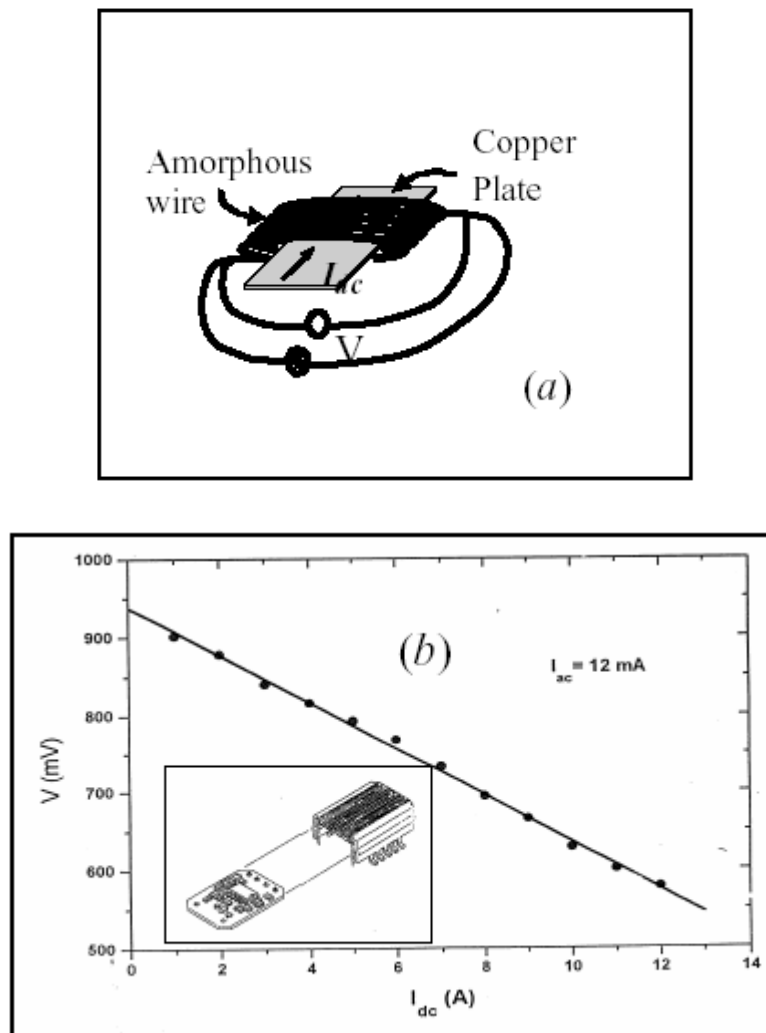 Amorphous
wire
Copper
Plate
I_dc
V
(a)
1000
900
800
700
600
500
V (mV)
(b)
I_ac = 12 mA
0 2 4 6 8 10 12 14
I_dc (A)